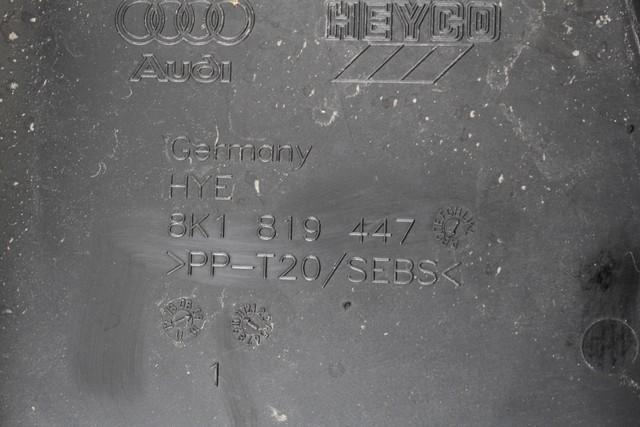 HEYCO
Audi
Germany
HYE
8K1 819 447
>PP-T20/SEBS<
1